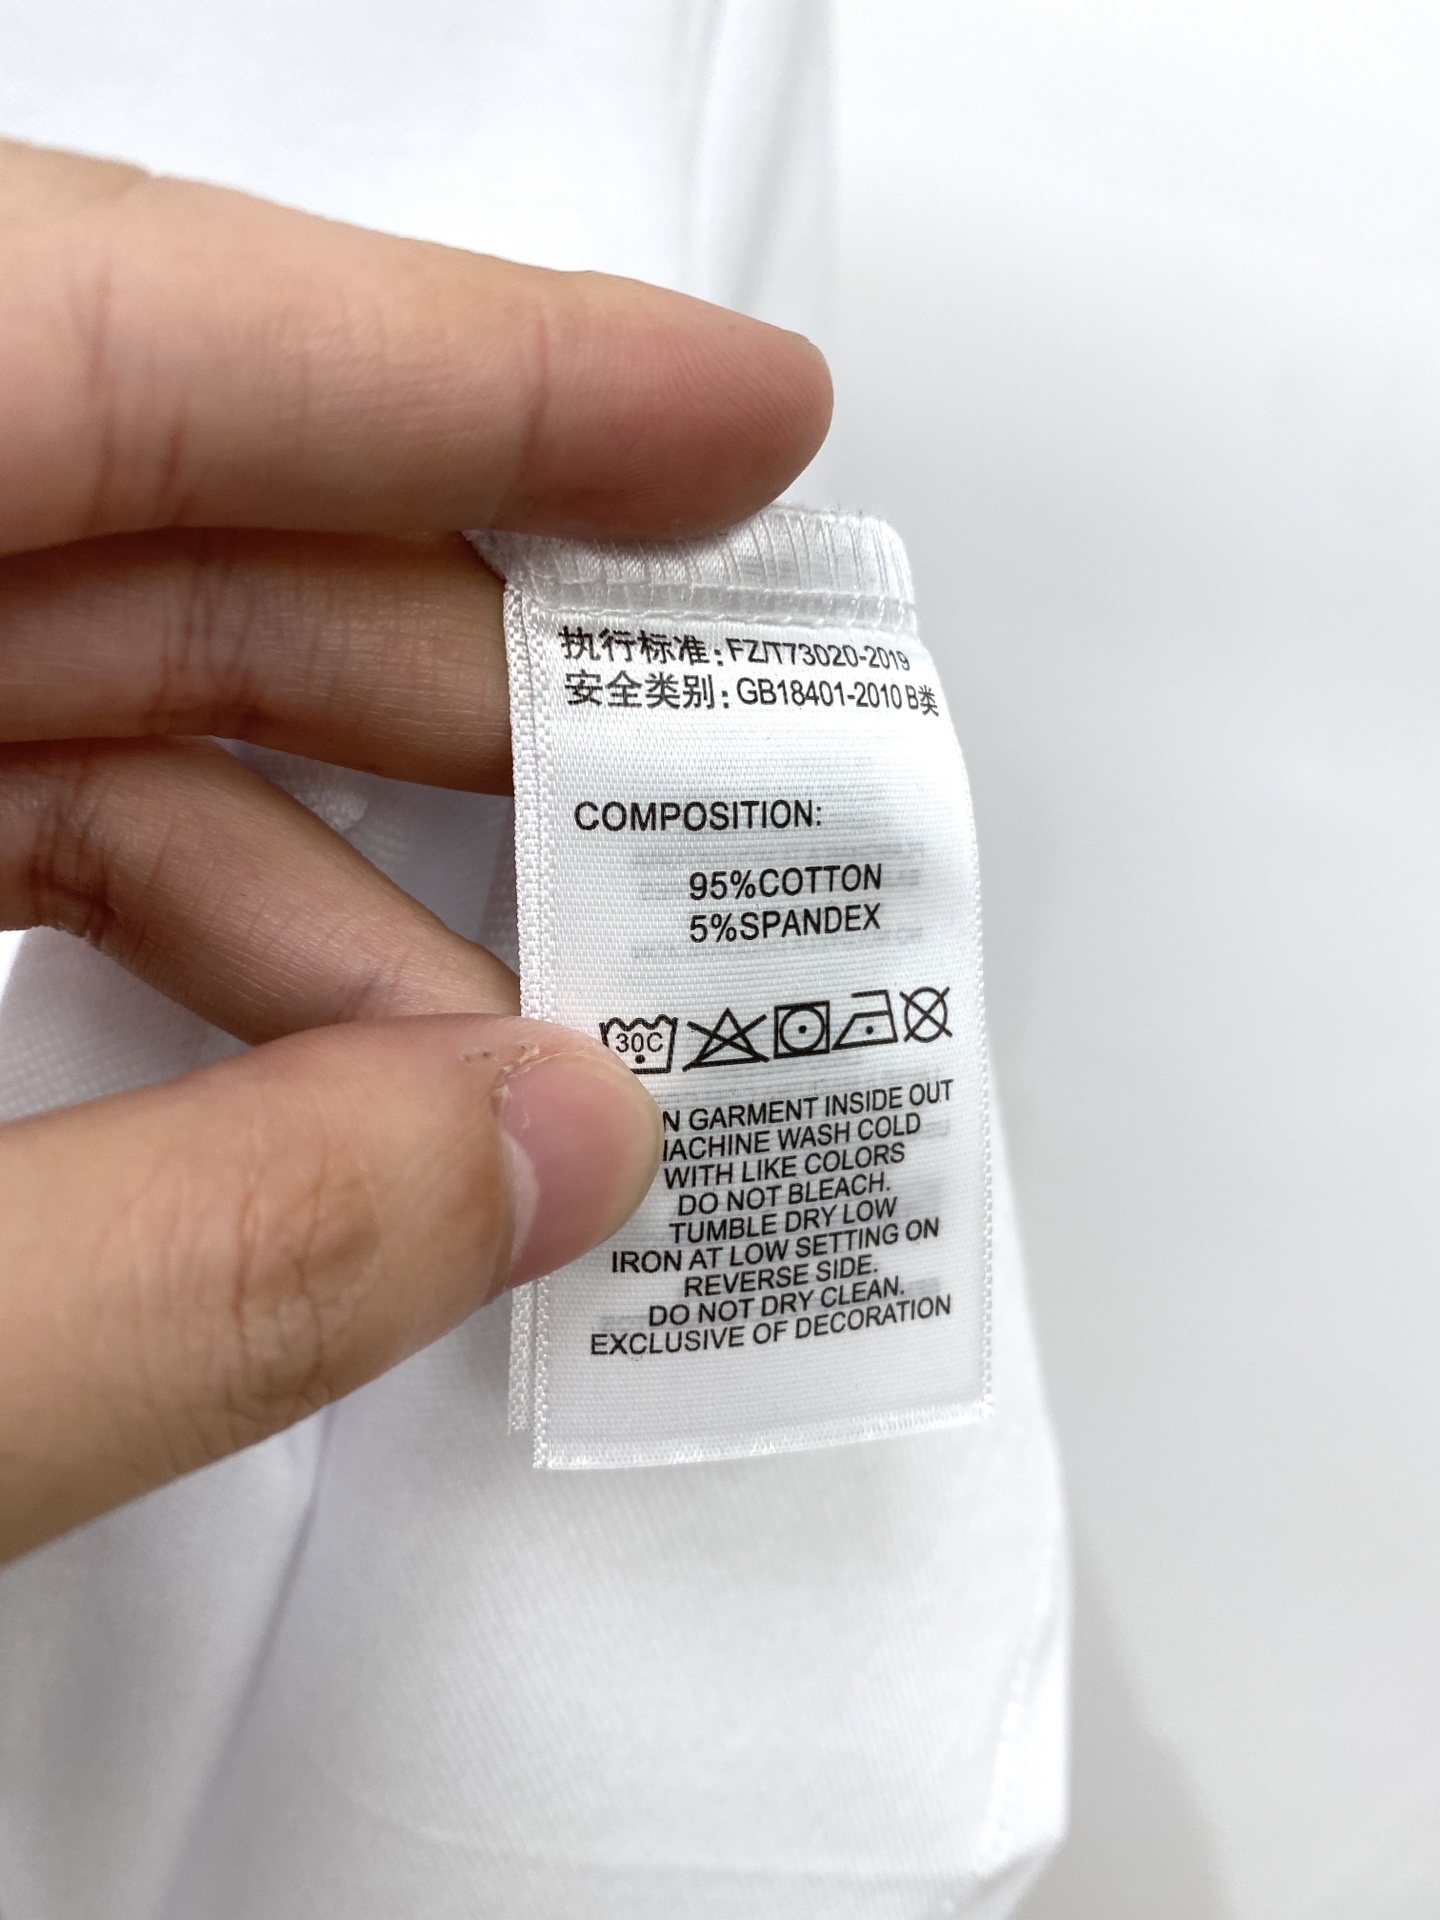 执行标准：FZ/T73020-2019
安全类别：GB18401-2010 B类
COMPOSITION:
95%COTTON
5%SPANDEX
30C
GARMENT INSIDE OUT
WASH COLD
WITH LIKE COLORS
DO NOT BLEACH.
TUMBLE DRY LOW
IRON AT LOW SETTING ON
REVERSE SIDE.
DO NOT DRY CLEAN.
EXCLUSIVE OF DECORATION